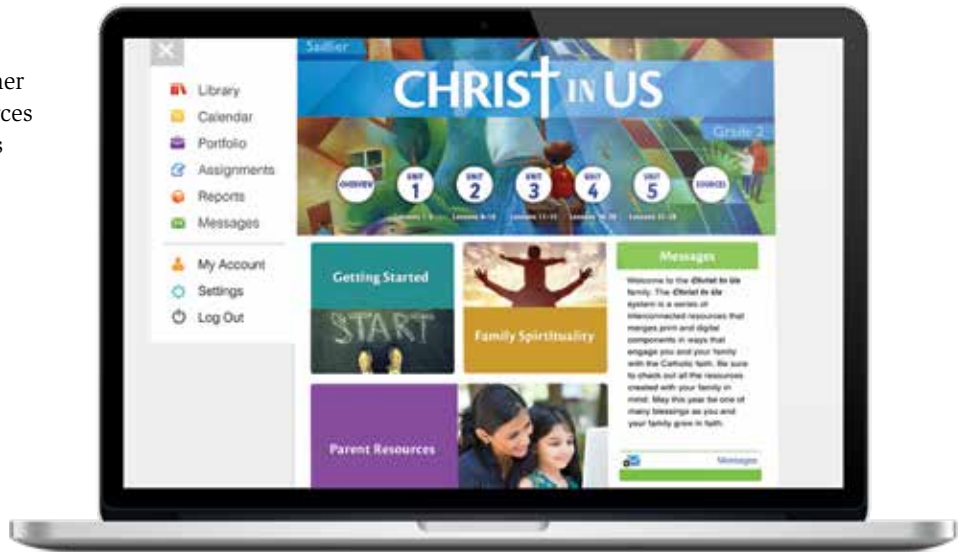 ner
ces
s
Library
Calendar
Portfolio
Assignments
Reports
Messages
My Account
Settings
Log Out
Sadlier
CHRIST IN US
Grade 2
OVERVIEW
UNIT
1
UNIT
2
UNIT
3
UNIT
4
UNIT
5
SOURCES
Getting Started
START
Family Spirtituality
Parent Resources
Messages
Welcome to the Christ In Us
family. The Christ In Us
system is a series of
interconnected resources that
merges print and digital
components in ways that
engage you and your family
with the Catholic faith. Be sure
to check out all the resources
created with your family in
mind. May this year be one of
many blessings as you and
your family grow in faith.
Messages